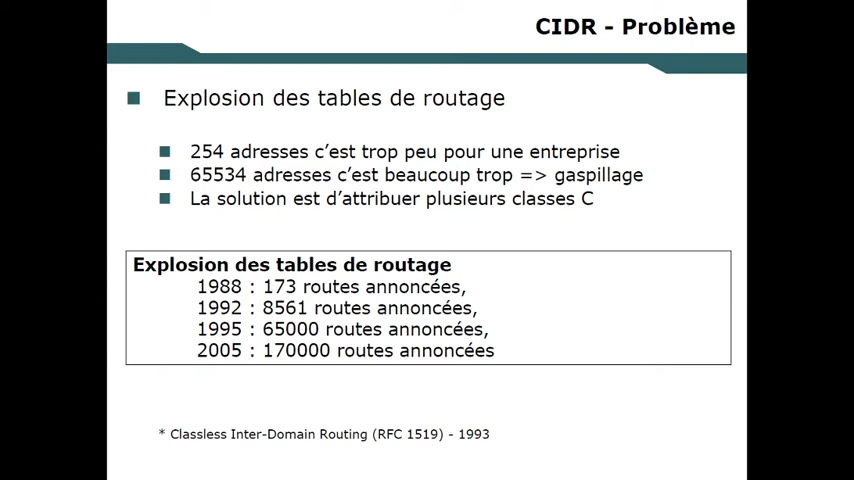 CIDR - Problème
Explosion des tables de routage
254 adresses c'est trop peu pour une entreprise
65534 adresses c'est beaucoup trop => gaspillage
La solution est d'attribuer plusieurs classes C
Explosion des tables de routage
1988 : 173 routes annoncées,
1992 : 8561 routes annoncées,
1995 : 65000 routes annoncées,
2005 : 170000 routes annoncées
* Classless Inter-Domain Routing (RFC 1519) - 1993